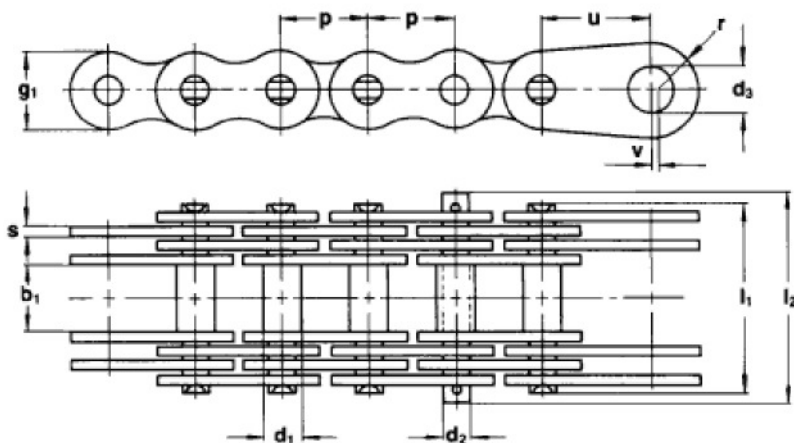 p p u r
g₁ d₃
v
s
b₁ l₁ l₂
d₁ d₂